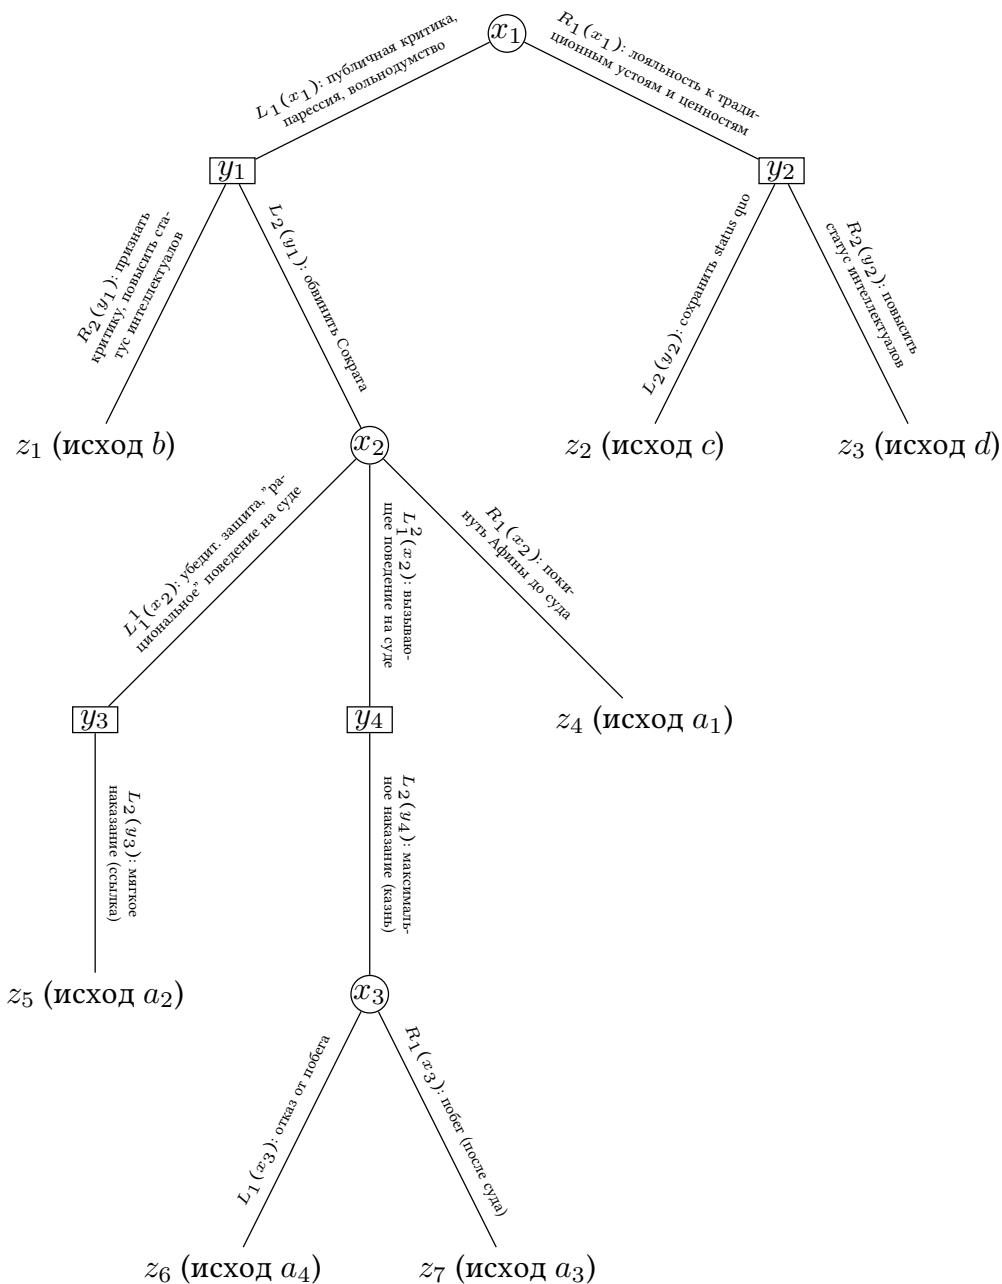 x₁
L₁(x₁): публичная критика,
парессия, вольнодумство
R₁(x₁): лояльность к тради-
ционным устоям и ценностям
y₁
y₂
R₂(y₁): признать
критику, повысить ста-
тус интеллектуалов
L₂(y₁): обвинить Сократа
L₂(y₂): сохранить status quo
R₂(y₂): повысить
статус интеллектуалов
z₁ (исход b)
x₂
z₂ (исход c)
z₃ (исход d)
L₁¹(x₂): убедит. защита,"ра-
циональное" поведение на суде
L₁²(x₂): вызываю-
щее поведение на суде
R₁(x₂): поки-
нуть Афины до суда
y₃
y₄
z₄ (исход a₁)
L₂(y₃): мягкое
наказание (ссылка)
L₂(y₄): максималь-
ное наказание (казнь)
z₅ (исход a₂)
x₃
L₁(x₃): отказ от побега
R₁(x₃): побег (после суда)
z₆ (исход a₄)
z₇ (исход a₃)